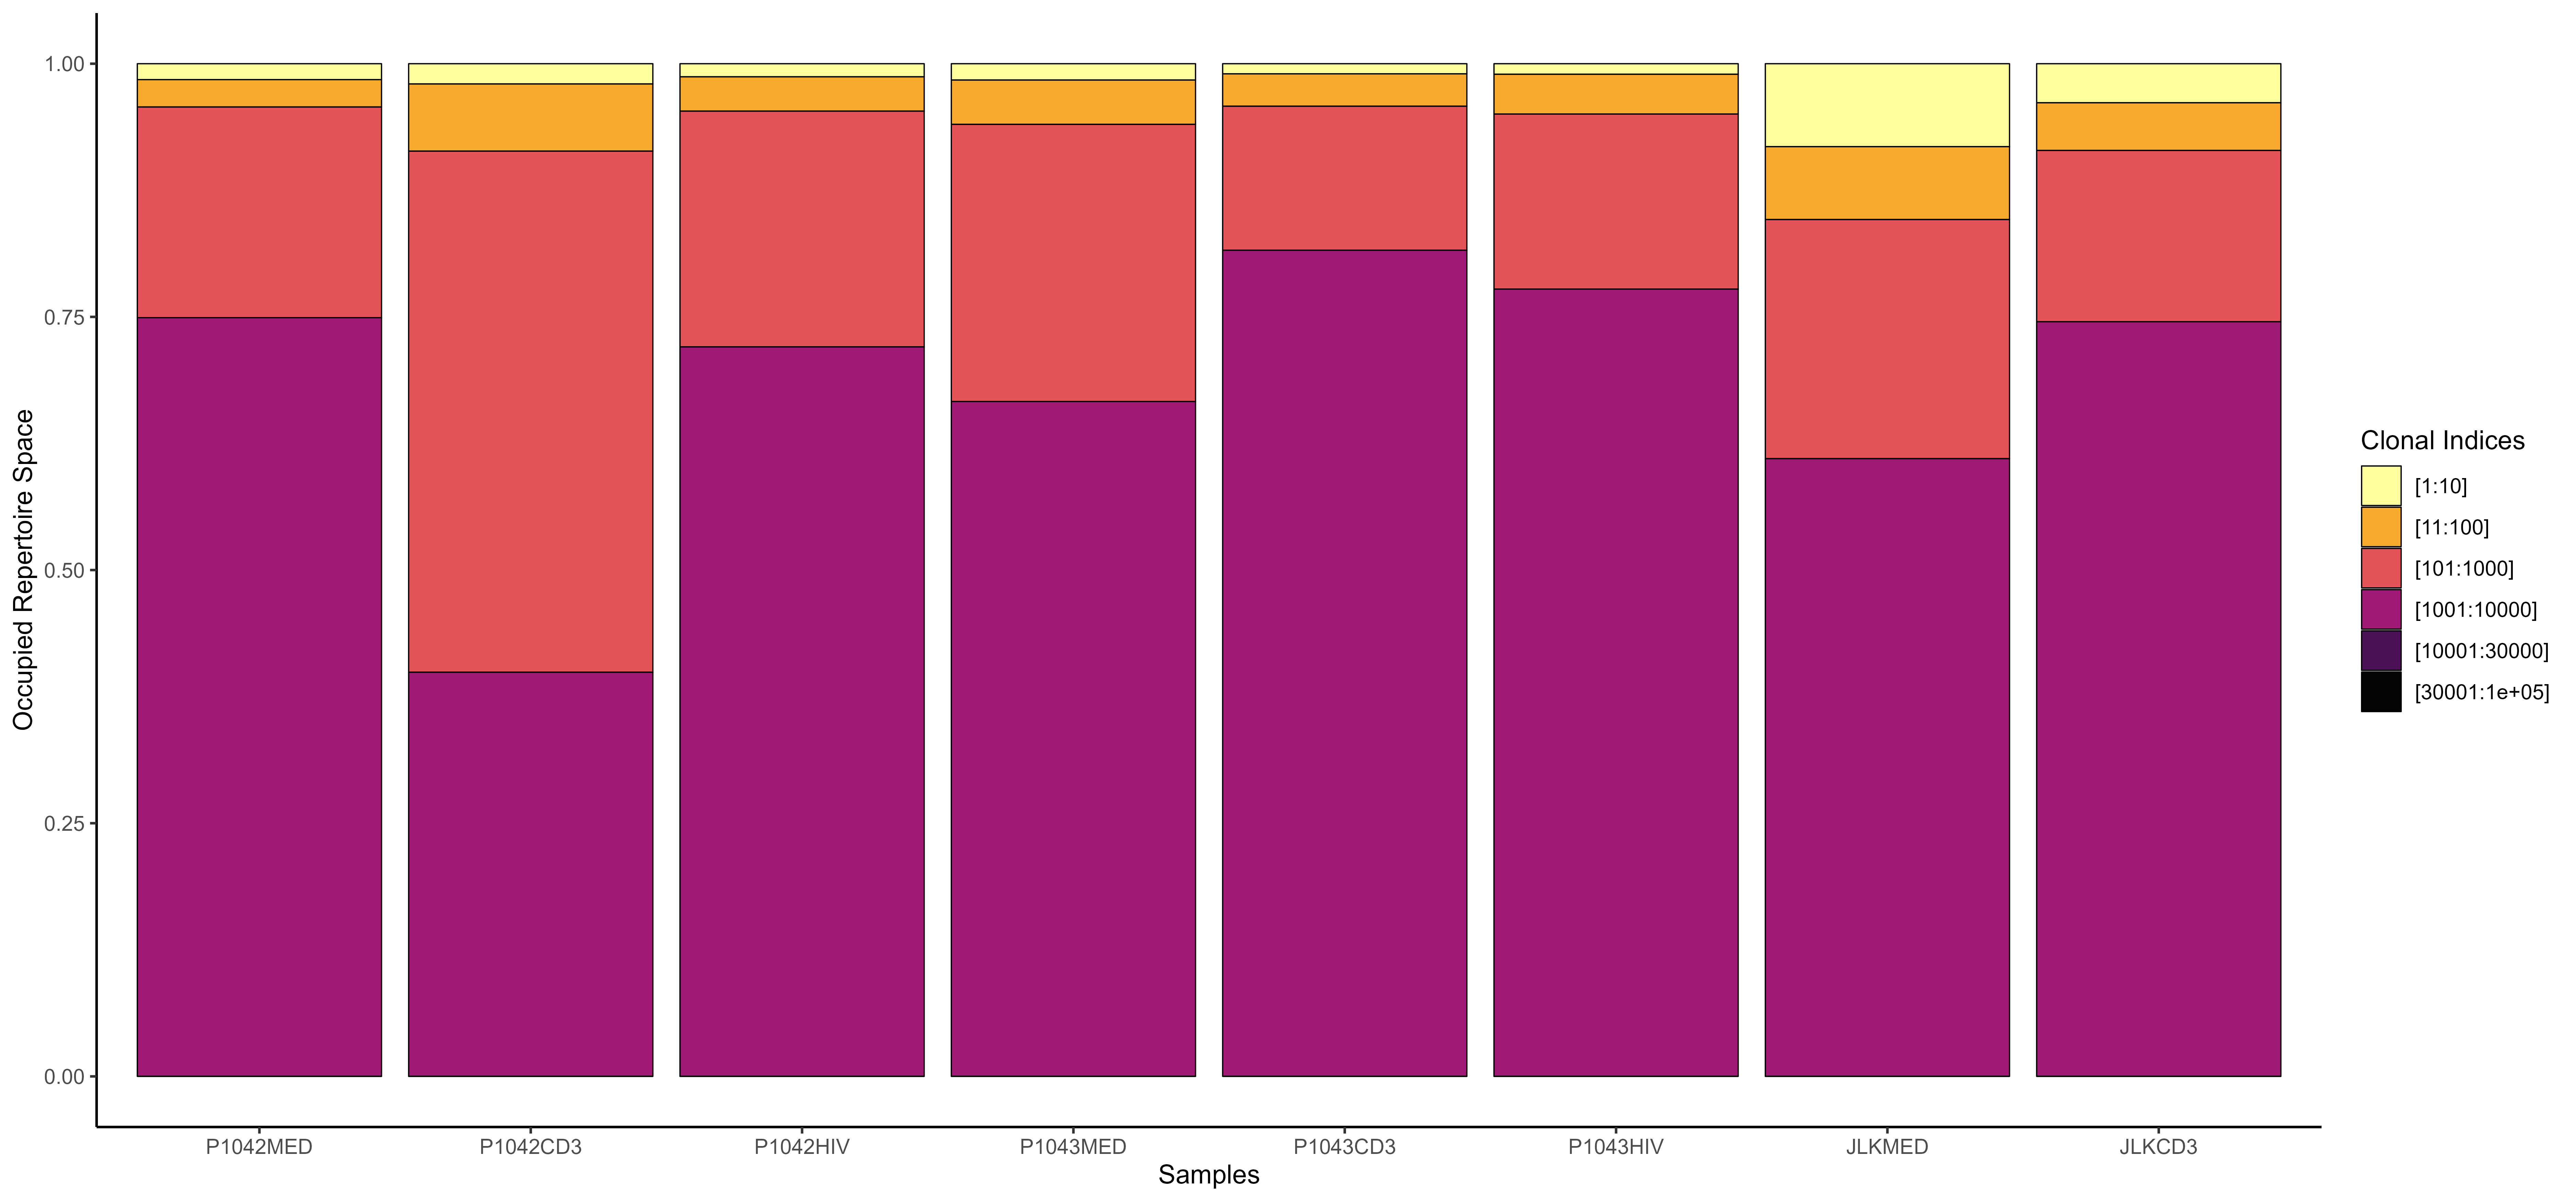 Occupied Repertoire Space
1.00
0.75
0.50
0.25
0.00
P1042MED
P1042CD3
P1042HIV
P1043MED
P1043CD3
P1043HIV
JLKMED
JLKCD3
Samples
Clonal Indices
[1:10]
[11:100]
[101:1000]
[1001:10000]
[10001:30000]
[30001:1e+05]